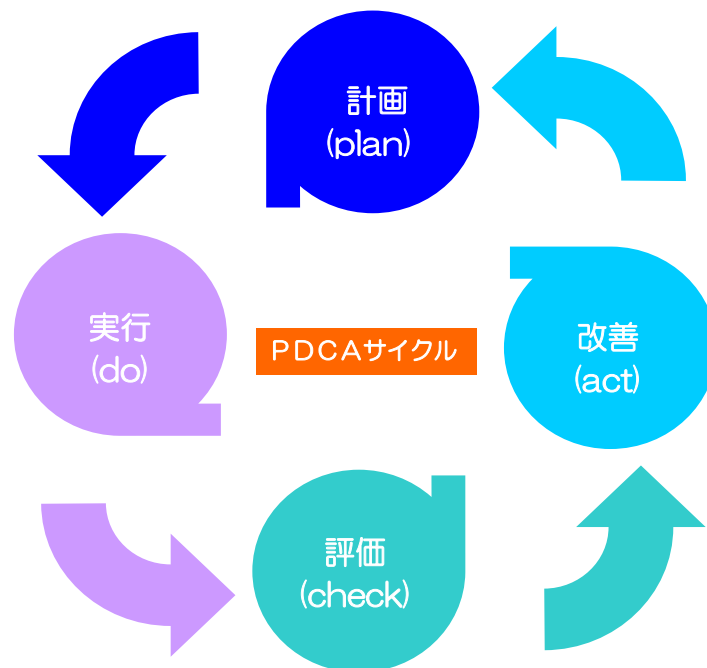 計画
(plan)
実行
(do)
PDCAサイクル
改善
(act)
評価
(check)